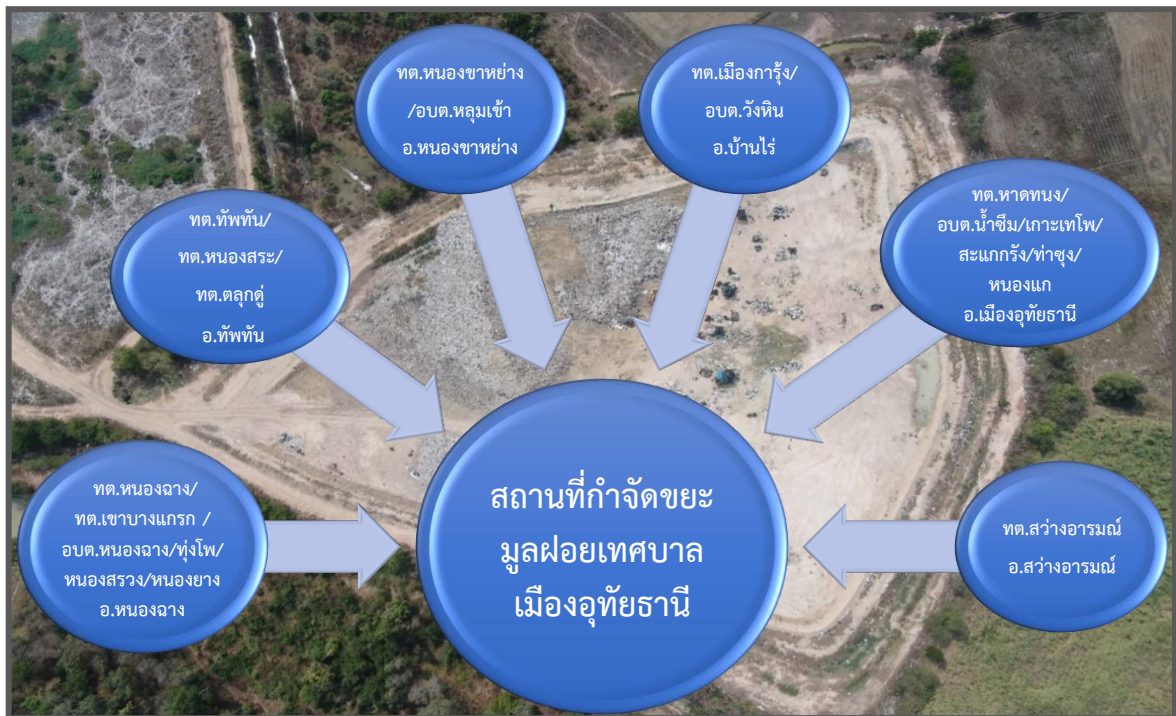 ทต.หนองขาหย่าง
/อบต.หลุมเข้า
อ.หนองขาหย่าง
ทต.เมืองการุ้ง/
อบต.วังหิน
อ.บ้านไร่
ทต.ทัพทัน/
ทต.หนองสระ/
ทต.ตลุกดู่
อ.ทัพทัน
ทต.หาดทนง/
อบต.น้ำซึม/เกาะเทโพ/
สะแกกรัง/ท่าซุง/
หนองแก
อ.เมืองอุทัยธานี
ทต.หนองฉาง/
ทต.เขาบางแกรก /
อบต.หนองฉาง/ทุ่งโพ/
หนองสรวง/หนองยาง
อ.หนองฉาง
สถานที่กำจัดขยะ
มูลฝอยเทศบาล
เมืองอุทัยธานี
ทต.สว่างอารมณ์
อ.สว่างอารมณ์